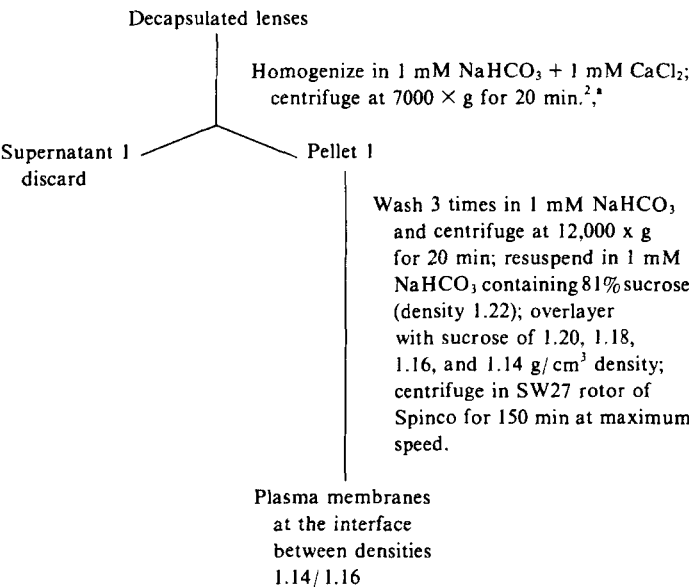 Decapsulated lenses
Homogenize in 1 mM NaHCO₃ + 1 mM CaCl₂;
centrifuge at 7000 × g for 20 min.²,ᵃ
Supernatant 1
discard
Pellet 1
Wash 3 times in 1 mM NaHCO₃
and centrifuge at 12,000 x g
for 20 min; resuspend in 1 mM
NaHCO₃ containing 81% sucrose
(density 1.22); overlayer
with sucrose of 1.20, 1.18,
1.16, and 1.14 g/cm³ density;
centrifuge in SW27 rotor of
Spinco for 150 min at maximum
speed.
Plasma membranes
at the interface
between densities
1.14/1.16